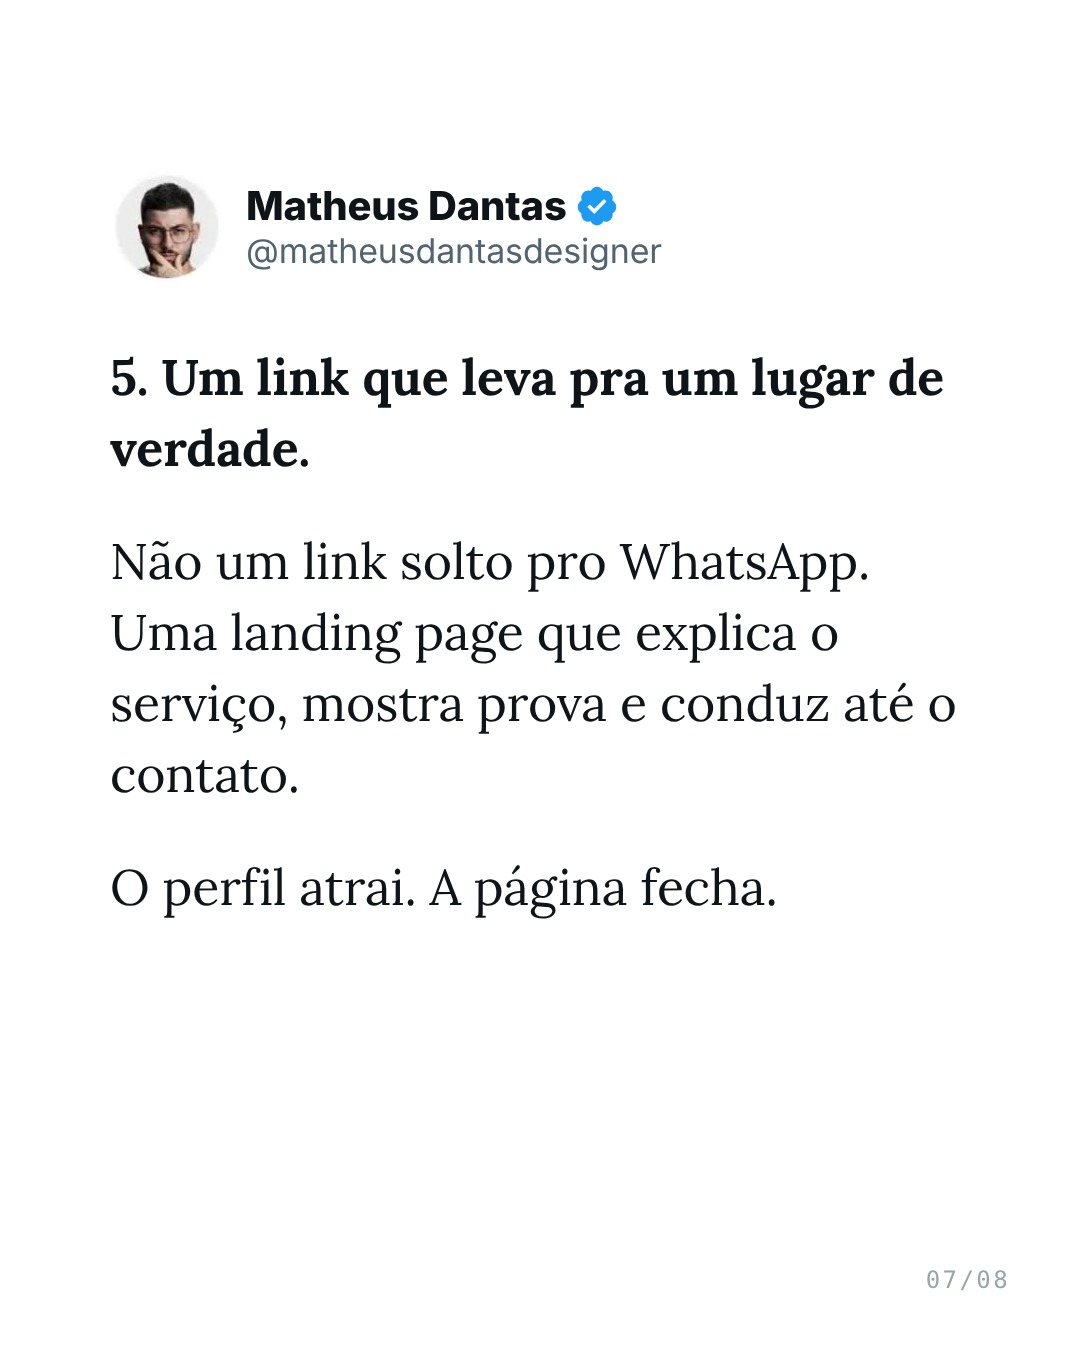 Matheus Dantas
@matheusdantasdesigner
5. Um link que leva pra um lugar de
verdade.
Não um link solto pro WhatsApp.
Uma landing page que explica o
serviço, mostra prova e conduz até o
contato.
O perfil atrai. A página fecha.
07/08